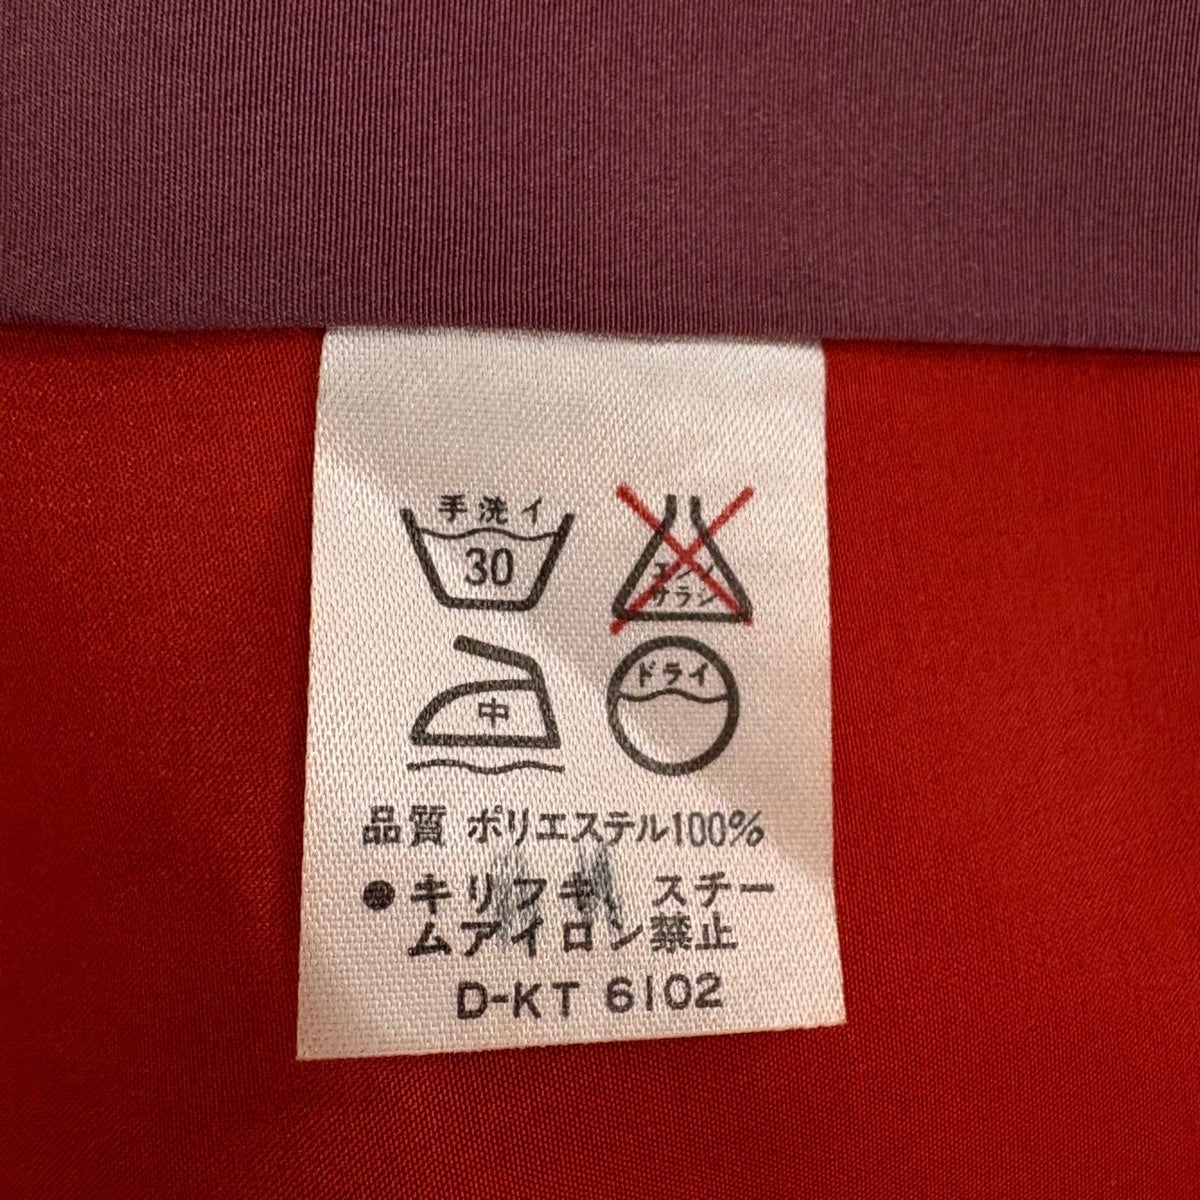 手洗イ
30
エンソ
サラシ
中
ドライ
品質 ポリエステル100%
●キリフキ、スチー
ムアイロン禁止
D-KT 6102